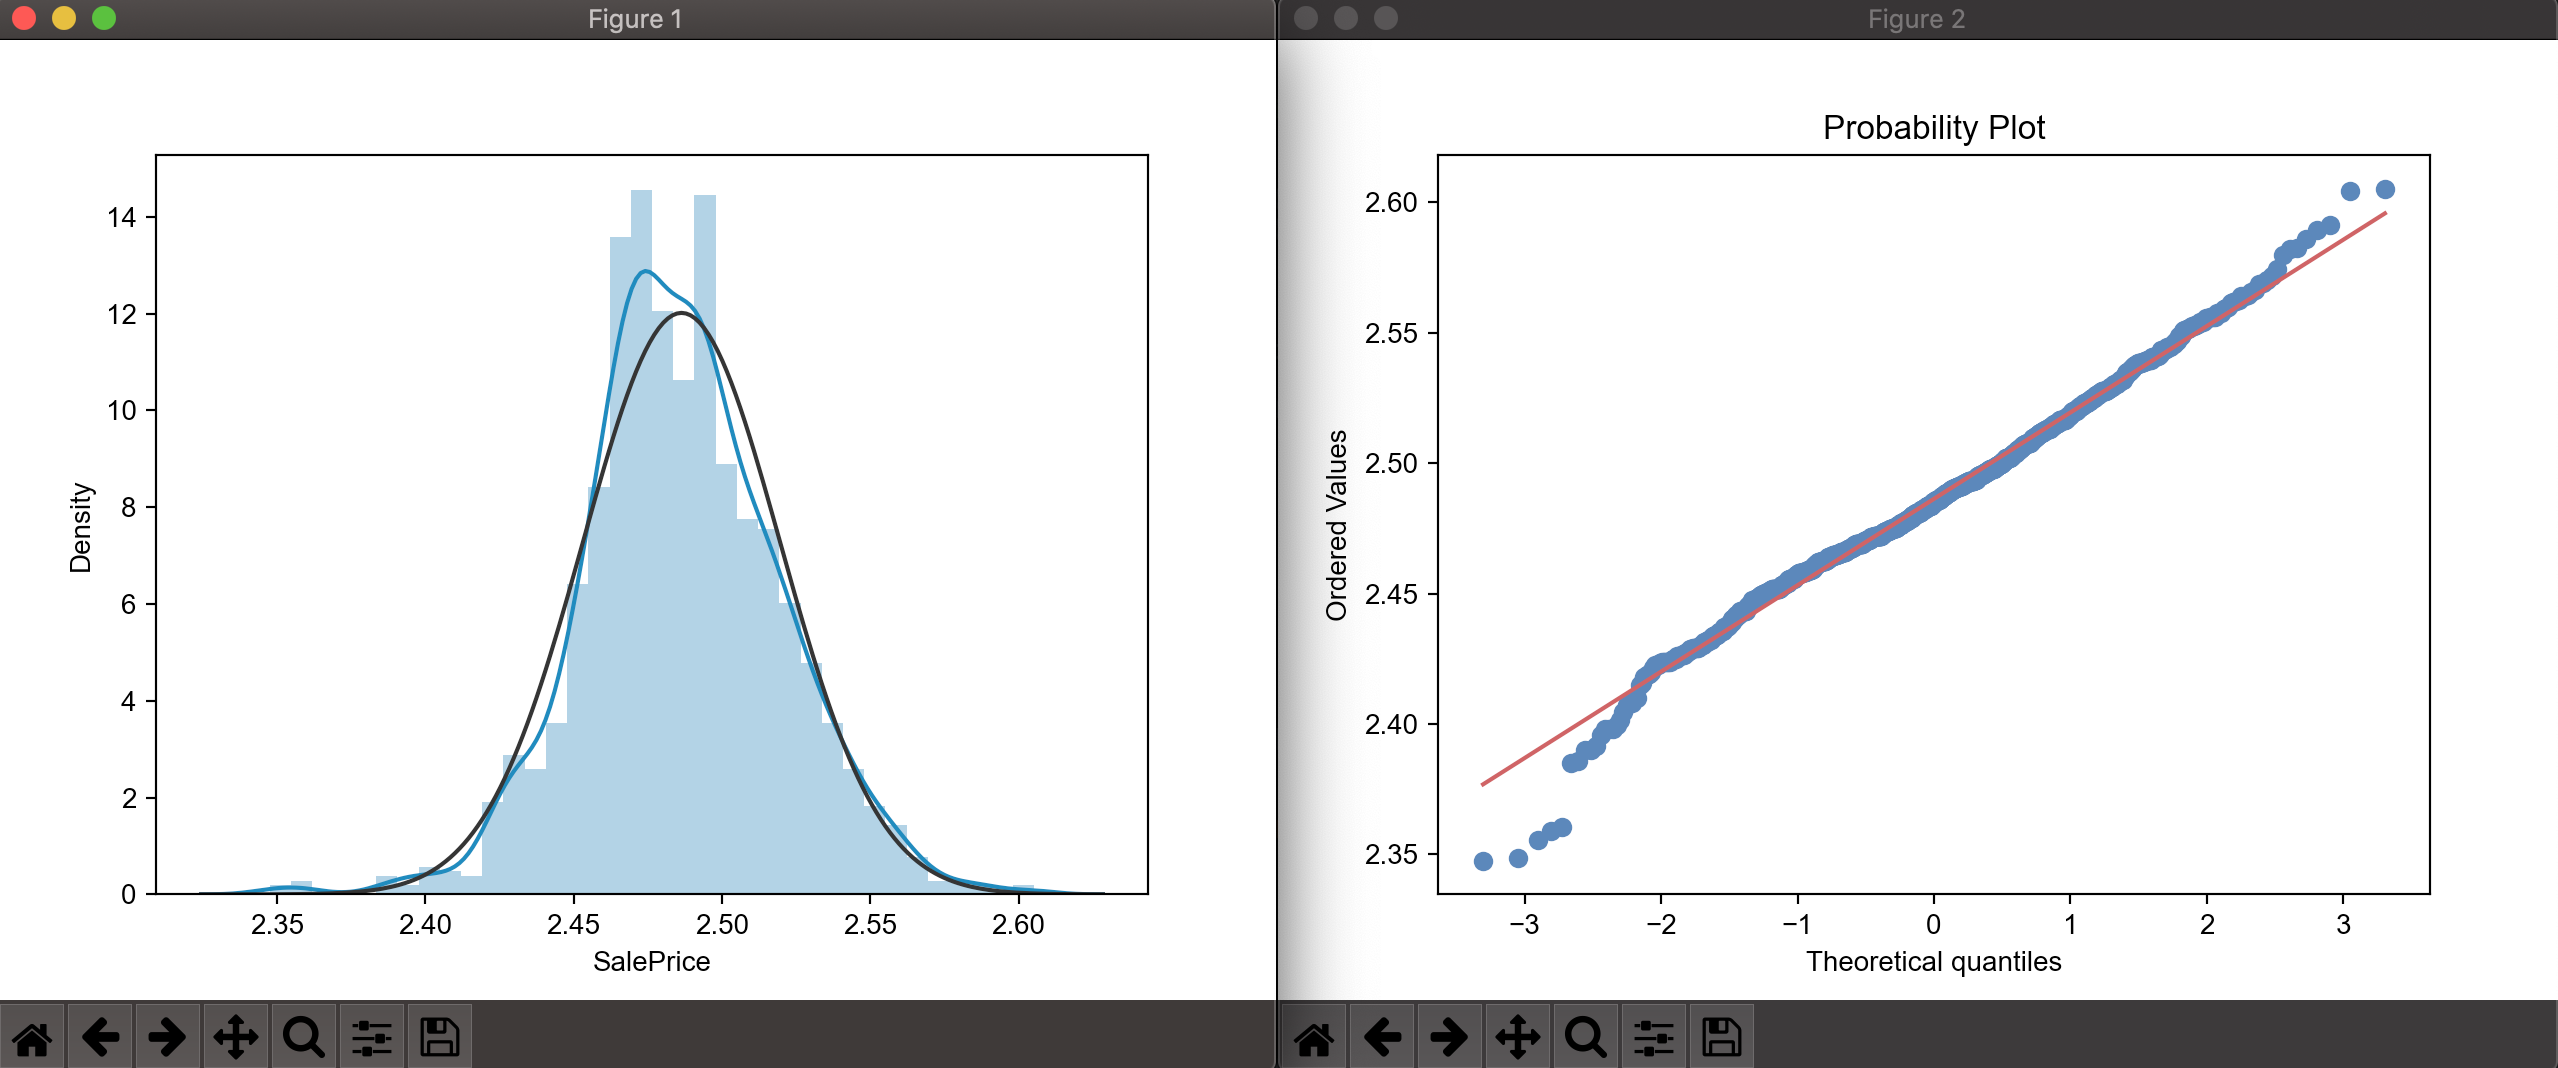 Figure 1
14
12
10
8
6
4
2
0
Density
2.35 2.40 2.45 2.50 2.55 2.60
SalePrice
Figure 2
Probability Plot
2.60
2.55
2.50
2.45
2.40
2.35
Ordered Values
−3 −2 −1 0 1 2 3
Theoretical quantiles